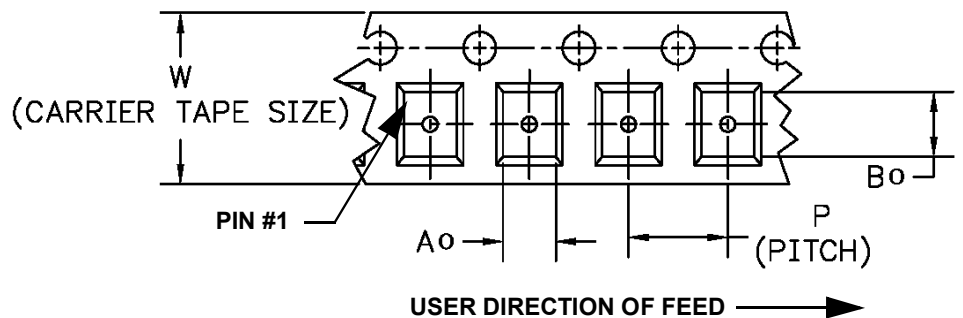 W
(CARRIER TAPE SIZE)
PIN #1
Ao
Bo
P
(PITCH)
USER DIRECTION OF FEED